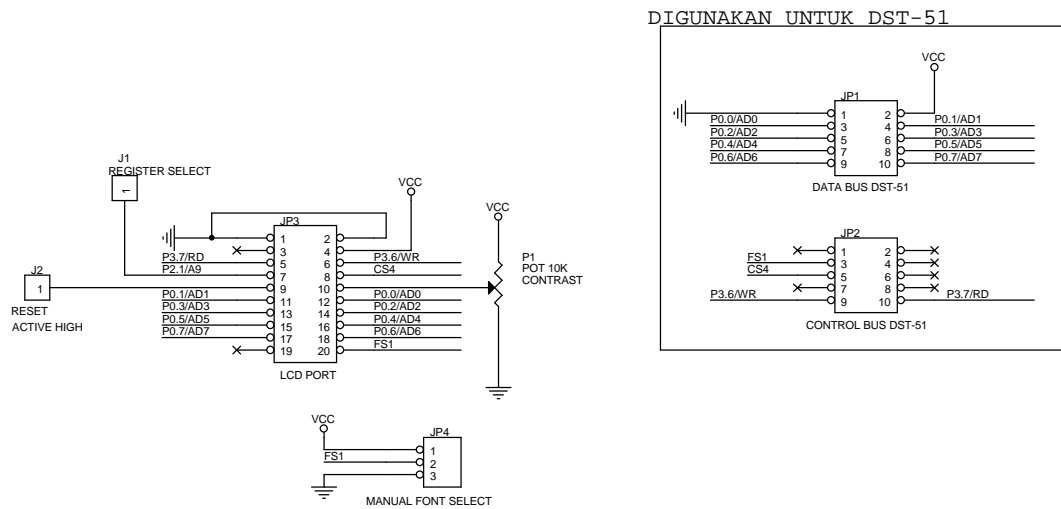 DIGUNAKAN UNTUK DST-51
VCC
JP1
1 2
P0.0/AD0 3 4 P0.1/AD1
P0.2/AD2 5 6 P0.3/AD3
P0.4/AD4 7 8 P0.5/AD5
P0.6/AD6 9 10 P0.7/AD7
DATA BUS DST-51
JP2
1 2
FS1 3 4
CS4 5 6
7 8
P3.6/WR 9 10 P3.7/RD
CONTROL BUS DST-51
J1
REGISTER SELECT
1
J2
1
RESET
ACTIVE HIGH
VCC
JP3
1 2
3 4
P3.7/RD 5 6 P3.6/WR
P2.1/A9 7 8 CS4
9 10
P0.1/AD1 11 12 P0.0/AD0
P0.3/AD3 13 14 P0.2/AD2
P0.5/AD5 15 16 P0.4/AD4
P0.7/AD7 17 18 P0.6/AD6
19 20 FS1
LCD PORT
VCC
P1
POT 10K
CONTRAST
VCC
JP4
1
FS1 2
3
MANUAL FONT SELECT